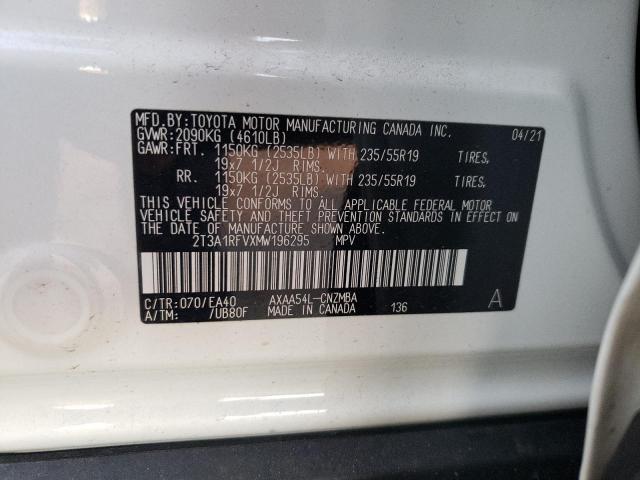 MFD. BY: TOYOTA MOTOR MANUFACTURING CANADA INC. 04/21
GVWR: 2090KG (4610LB)
GAWR: FRT. 1150KG (2535LB) WITH 235/55R19 TIRES,
19x7 1/2J RIMS.
RR. 1150KG (2535LB) WITH 235/55R19 TIRES,
19x7 1/2J RIMS.
THIS VEHICLE CONFORMS TO ALL APPLICABLE FEDERAL MOTOR
VEHICLE SAFETY AND THEFT PREVENTION STANDARDS IN EFFECT ON
THE DATE OF MANUFACTURE SHOWN ABOVE.
2T3A1RFVXMW196295 MPV
C/TR: 070/EA40 AXAA54L-CNZMBA A
A/TM: /UB80F MADE IN CANADA 136